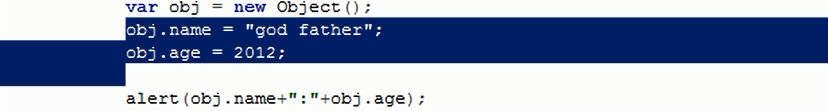 var obj = new Object();
obj.name = "god father";
obj.age = 2012;
alert(obj.name+":"+obj.age);